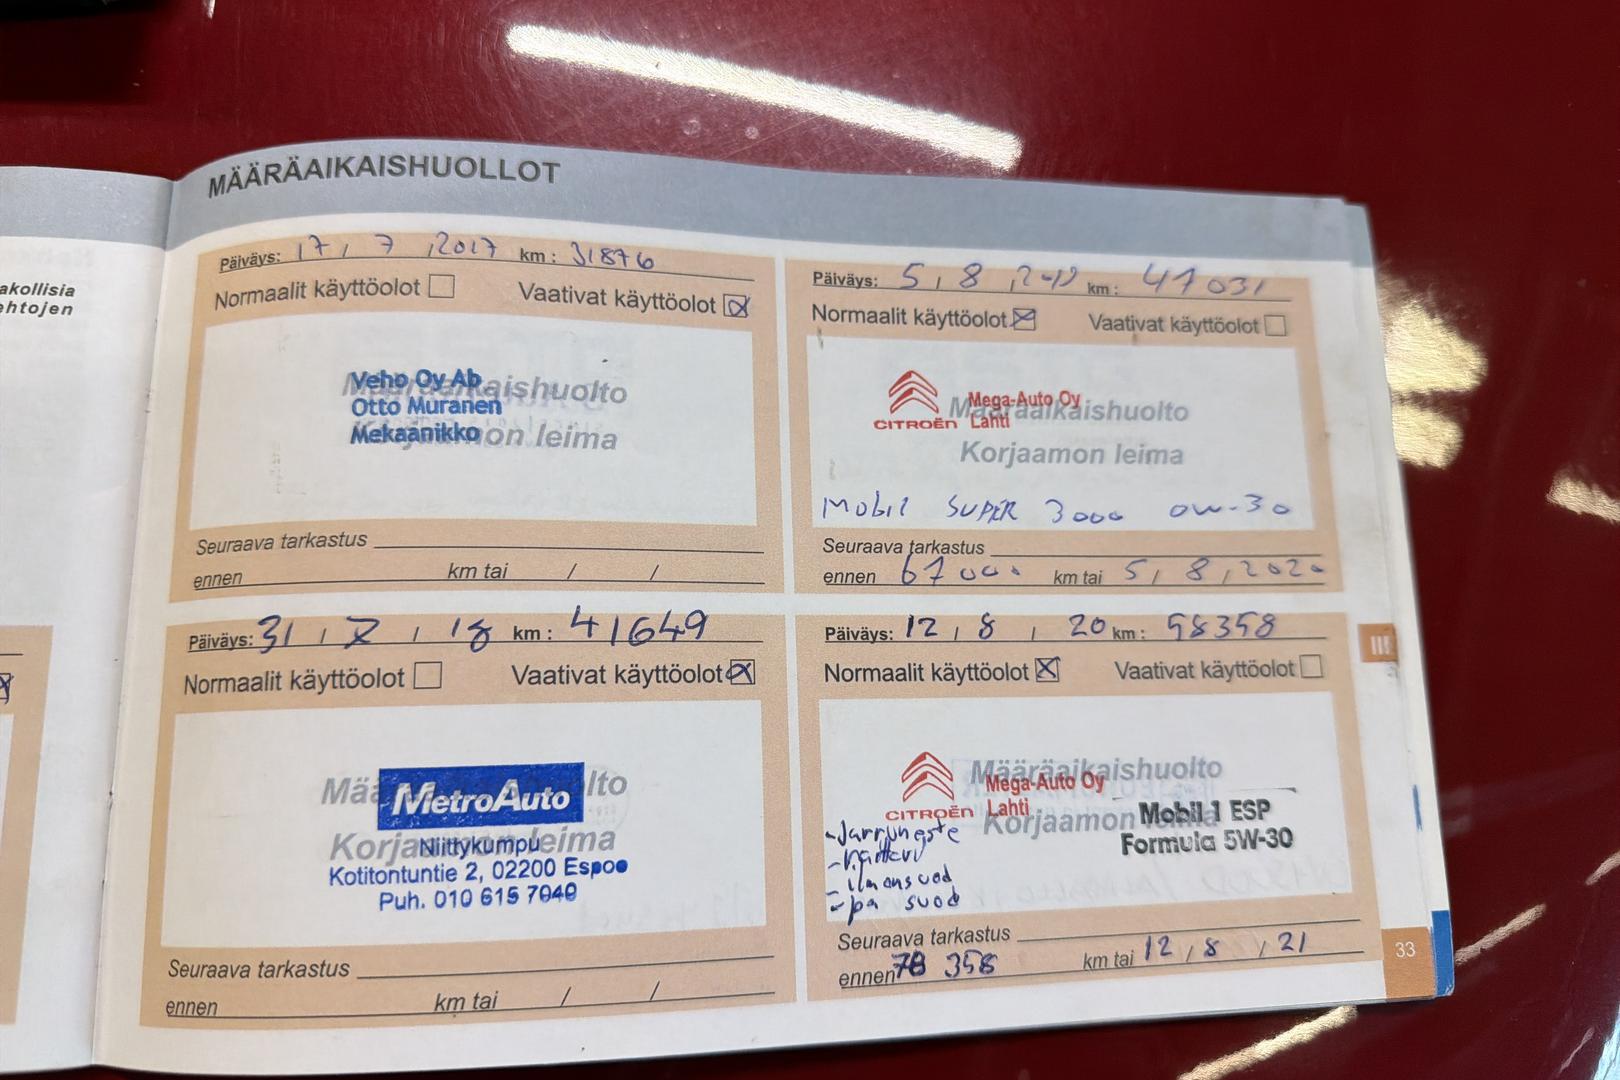 akollisia
ehtojen
MÄÄRÄAIKAISHUOLLOT
Päiväys: 17 / 7 / 2017 km: 31876
Normaalit käyttöolot Vaativat käyttöolot
Määräaikaishuolto
Korjaamon leima
Veho Oy Ab
Otto Muranen
Mekaanikko
Seuraava tarkastus
ennen km tai / /
Päiväys: 31 / 7 / 18 km: 41649
Normaalit käyttöolot Vaativat käyttöolot
Määräaikaishuolto
Korjaamon leima
MetroAuto
Niittykumpu
Kotitontuntie 2, 02200 Espoo
Puh. 010 615 7040
Seuraava tarkastus
ennen km tai / /
Päiväys: 5 / 8 / km: 47031
Normaalit käyttöolot Vaativat käyttöolot
Määräaikaishuolto
Korjaamon leima
CITROËN
Mega-Auto Oy
Lahti
Mobil SUPER 3000 0W-30
Seuraava tarkastus
ennen 67000 km tai 5 / 8 / 2020
Päiväys: 12 / 8 / 20 km: 58358
Normaalit käyttöolot Vaativat käyttöolot
Määräaikaishuolto
Korjaamon
CITROËN
Mega-Auto Oy
Lahti
Mobil 1 ESP
Formula 5W-30
-Jarruneste
-raitteri
-ilmansuod
-pa suod
Seuraava tarkastus
ennen 78 358 km tai 12 / 8 / 21
III
33